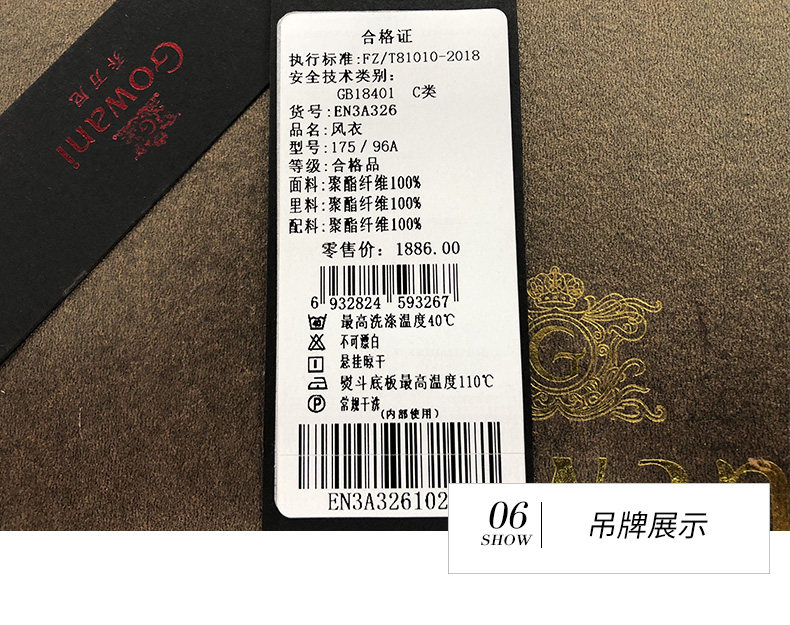 Gowani
乔万尼
合格证
执行标准:FZ/T81010-2018
安全技术类别:
GB18401 C类
货号:EN3A326
品名:风衣
型号:175/96A
等级:合格品
面料:聚酯纤维100%
里料:聚酯纤维100%
配料:聚酯纤维100%
零售价: 1886.00
6 932824 593267
最高洗涤温度40℃
不可漂白
悬挂晾干
熨斗底板最高温度110℃
P 常规干洗
(内部使用)
EN3A326102
06
SHOW
吊牌展示